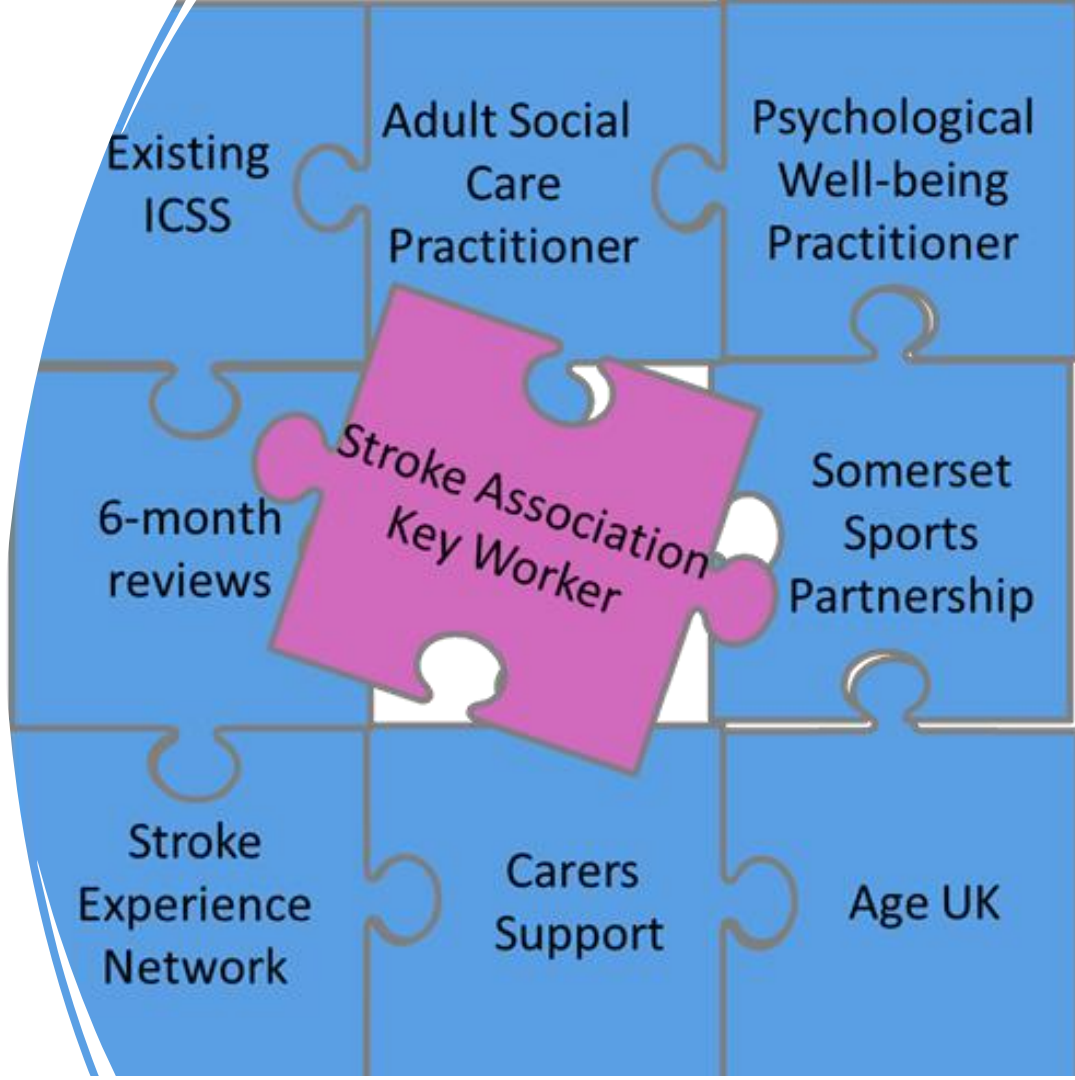 Existing
ICSS
Adult Social
Care
Practitioner
Psychological
Well-being
Practitioner
6-month
reviews
Stroke Association
Key Worker
Somerset
Sports
Partnership
Stroke
Experience
Network
Carers
Support
Age UK